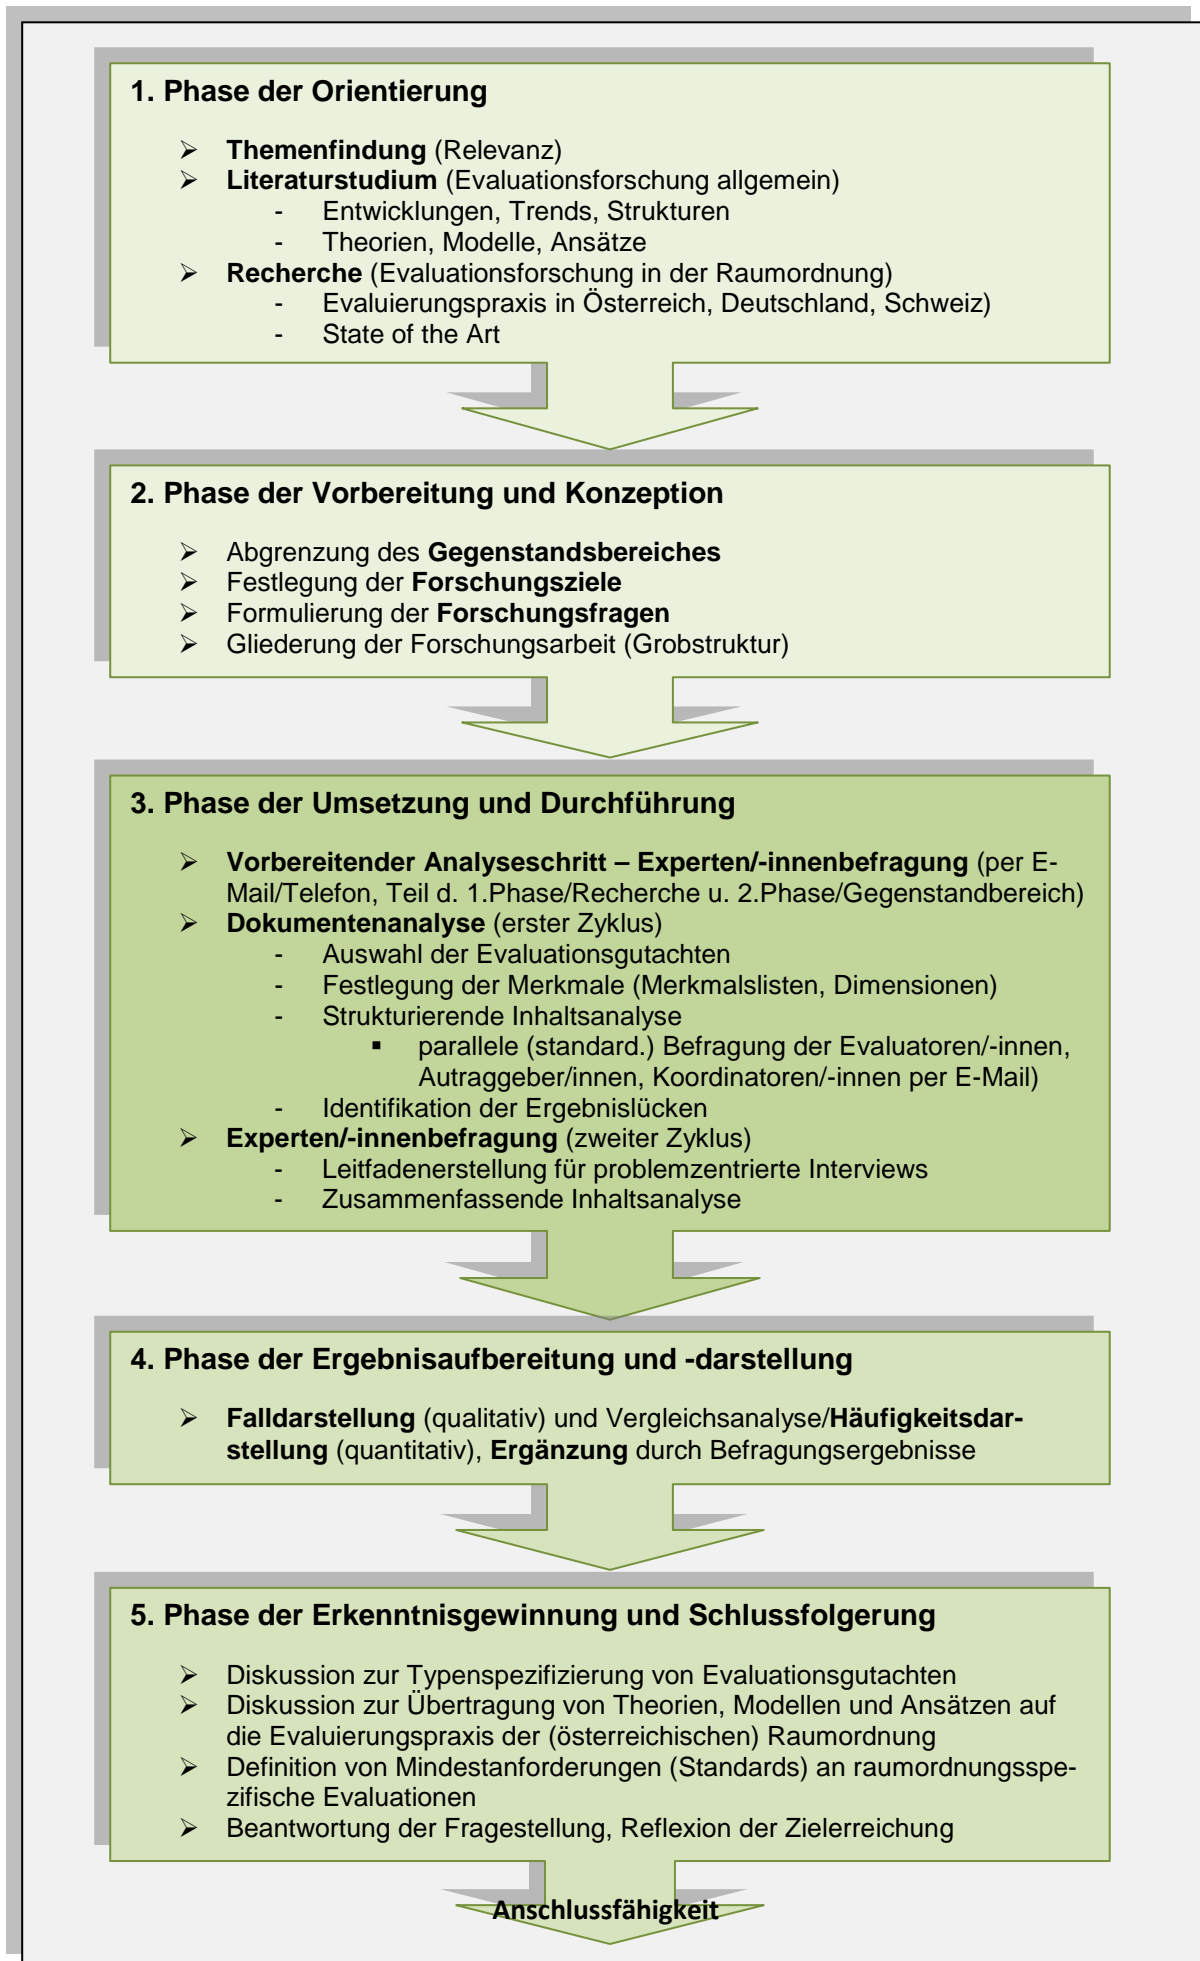 1. Phase der Orientierung
➢ Themenfindung (Relevanz)
➢ Literaturstudium (Evaluationsforschung allgemein)
- Entwicklungen, Trends, Strukturen
- Theorien, Modelle, Ansätze
➢ Recherche (Evaluationsforschung in der Raumordnung)
- Evaluierungspraxis in Österreich, Deutschland, Schweiz)
- State of the Art
2. Phase der Vorbereitung und Konzeption
➢ Abgrenzung des Gegenstandsbereiches
➢ Festlegung der Forschungsziele
➢ Formulierung der Forschungsfragen
➢ Gliederung der Forschungsarbeit (Grobstruktur)
3. Phase der Umsetzung und Durchführung
➢ Vorbereitender Analyseschritt – Experten/-innenbefragung (per E-
Mail/Telefon, Teil d. 1.Phase/Recherche u. 2.Phase/Gegenstandbereich)
➢ Dokumentenanalyse (erster Zyklus)
- Auswahl der Evaluationsgutachten
- Festlegung der Merkmale (Merkmalslisten, Dimensionen)
- Strukturierende Inhaltsanalyse
▪ parallele (standard.) Befragung der Evaluatoren/-innen,
Autraggeber/innen, Koordinatoren/-innen per E-Mail)
- Identifikation der Ergebnislücken
➢ Experten/-innenbefragung (zweiter Zyklus)
- Leitfadenerstellung für problemzentrierte Interviews
- Zusammenfassende Inhaltsanalyse
4. Phase der Ergebnisaufbereitung und -darstellung
➢ Falldarstellung (qualitativ) und Vergleichsanalyse/Häufigkeitsdar-
stellung (quantitativ), Ergänzung durch Befragungsergebnisse
5. Phase der Erkenntnisgewinnung und Schlussfolgerung
➢ Diskussion zur Typenspezifizierung von Evaluationsgutachten
➢ Diskussion zur Übertragung von Theorien, Modellen und Ansätzen auf
die Evaluierungspraxis der (österreichischen) Raumordnung
➢ Definition von Mindestanforderungen (Standards) an raumordnungsspe-
zifische Evaluationen
➢ Beantwortung der Fragestellung, Reflexion der Zielerreichung
Anschlussfähigkeit